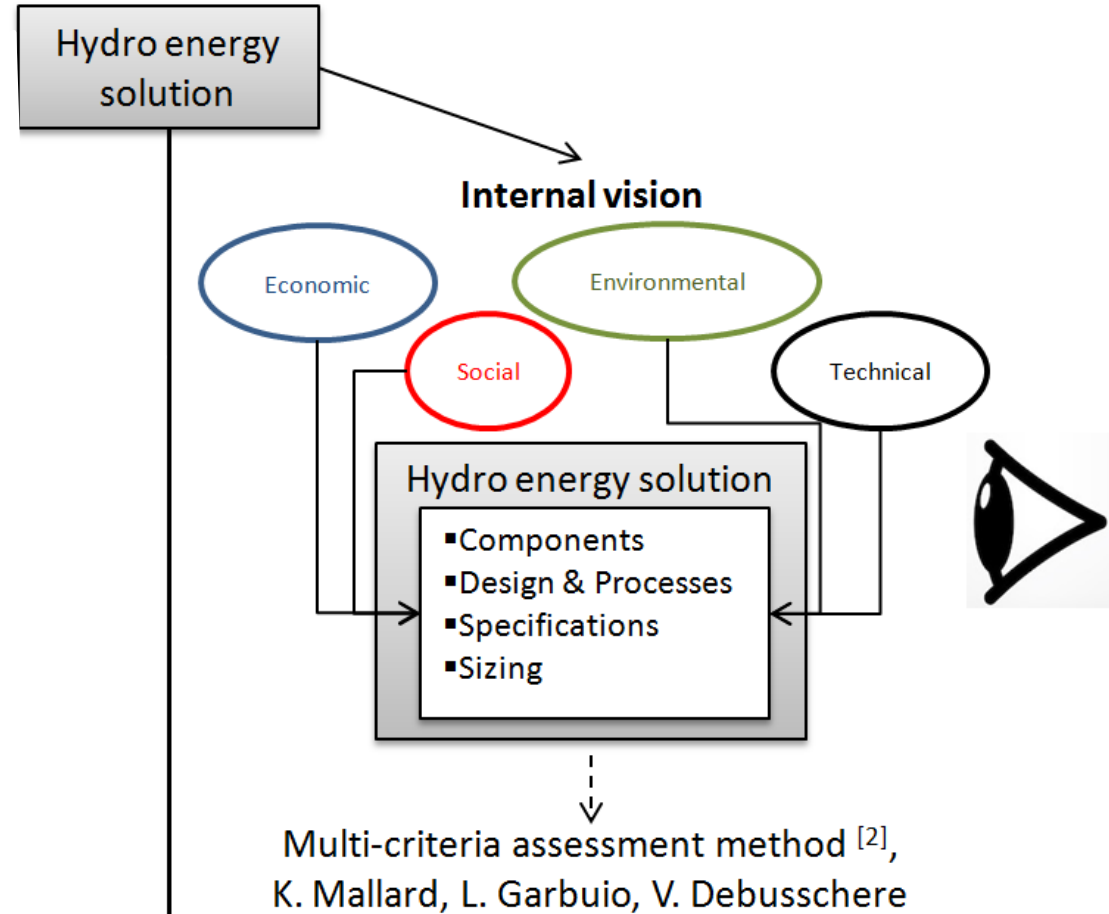 Hydro energy
solution
Internal vision
Economic
Environmental
Social
Technical
Hydro energy solution
▪Components
▪Design & Processes
▪Specifications
▪Sizing
Multi-criteria assessment method [2],
K. Mallard, L. Garbuio, V. Debusschere